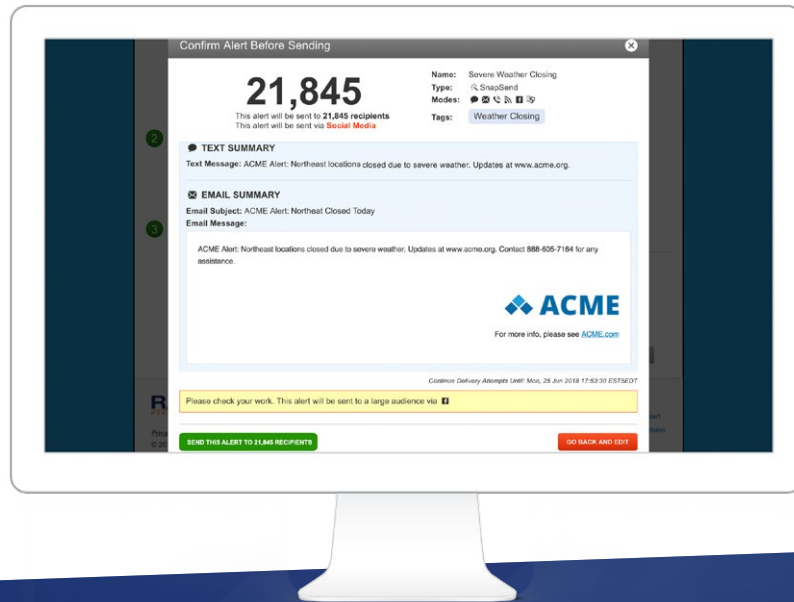 Confirm Alert Before Sending
21,845
This alert will be sent to 21,845 recipients
This alert will be sent via Social Media
Name: Severe Weather Closing
Type: SnapSend
Modes:
Tags: Weather Closing
2
TEXT SUMMARY
Text Message: ACME Alert: Northeast locations closed due to severe weather. Updates at www.acme.org.
EMAIL SUMMARY
Email Subject: ACME Alert: Northeat Closed Today
3
Email Message:
ACME Alert: Northeast locations closed due to severe weather. Updates at www.acme.org. Contact 888-605-7164 for any
assistance.
ACME
For more info, please see ACME.com
Continue Delivery Attempts Until: Mon, 25 Jun 2018 17:53:30 EST5EDT
Please check your work. This alert will be sent to a large audience via
SEND THIS ALERT TO 21,845 RECIPIENTS
GO BACK AND EDIT